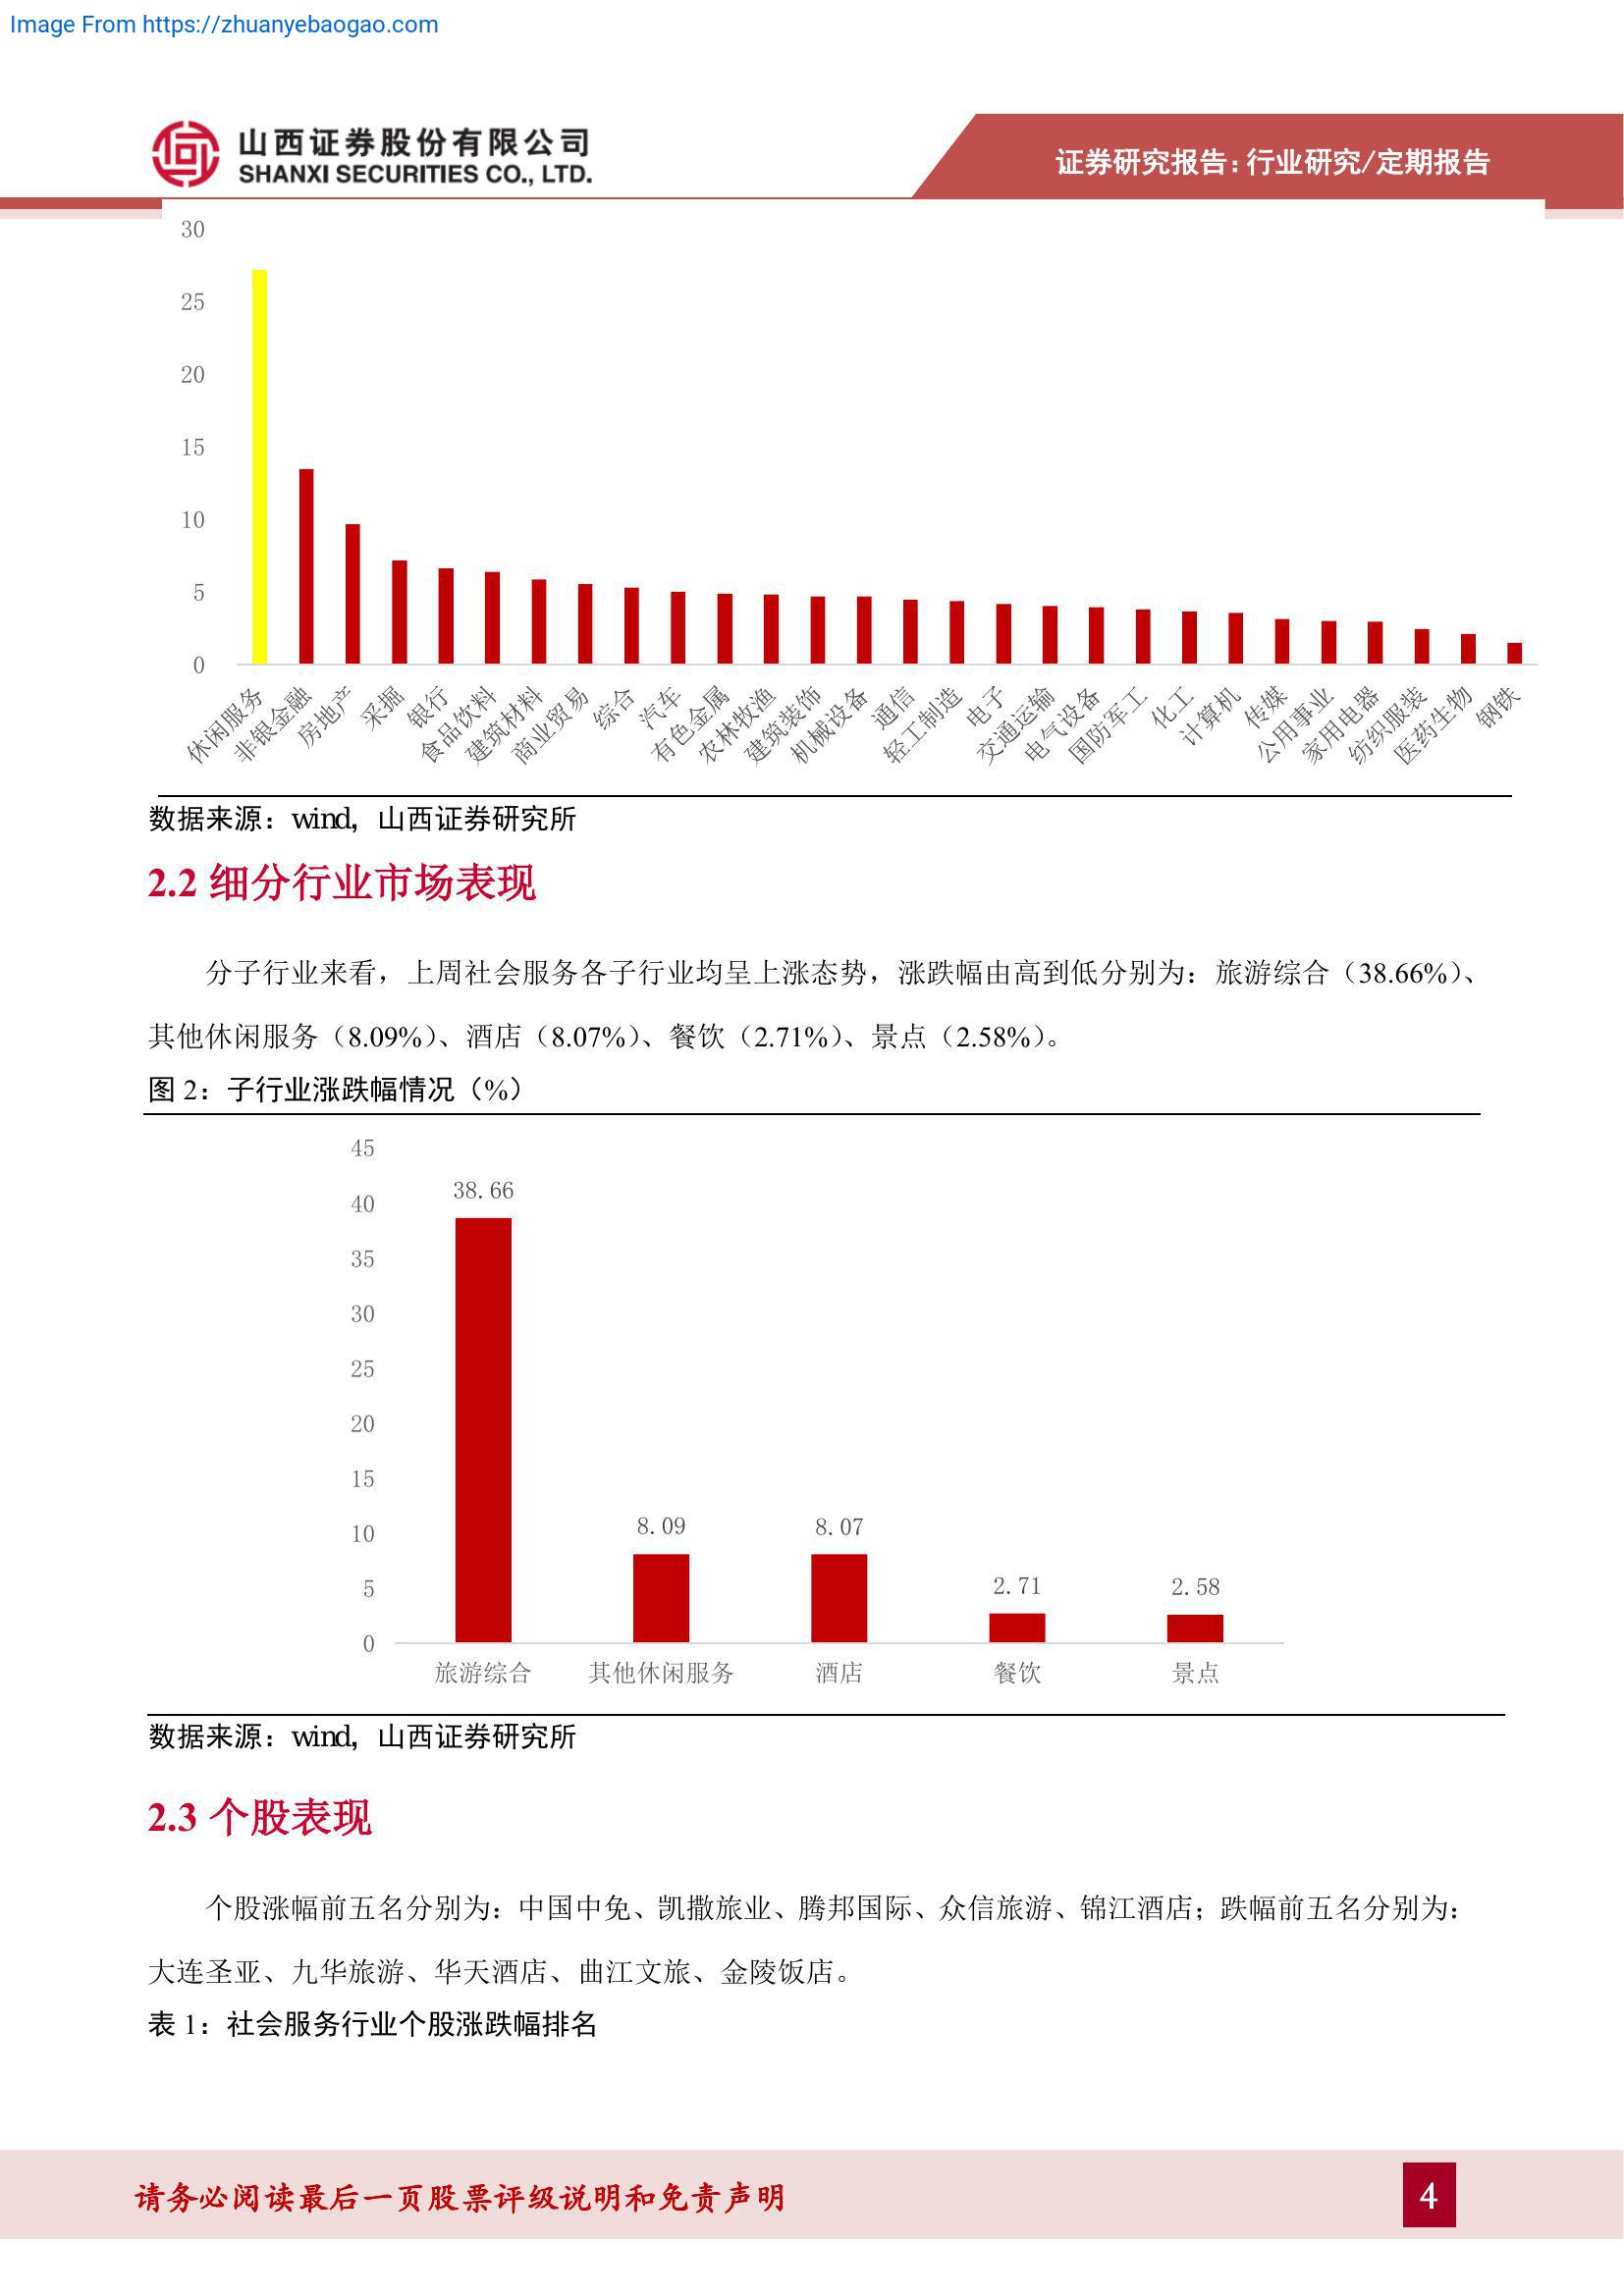 Image From https://zhuanyebaogao.com
山西证券股份有限公司
SHANXI SECURITIES CO., LTD.
证券研究报告：行业研究/定期报告
30
25
20
15
10
5
0
休闲服务
非银金融
房地产
采掘
银行
食品饮料
建筑材料
商业贸易
综合
汽车
有色金属
农林牧渔
建筑装饰
机械设备
通信
轻工制造
电子
交通运输
电气设备
国防军工
化工
计算机
传媒
公用事业
家用电器
纺织服装
医药生物
钢铁
数据来源：wind，山西证券研究所
2.2 细分行业市场表现
分子行业来看，上周社会服务各子行业均呈上涨态势，涨跌幅由高到低分别为：旅游综合（38.66%）、
其他休闲服务（8.09%）、酒店（8.07%）、餐饮（2.71%）、景点（2.58%）。
图 2：子行业涨跌幅情况（%）
45
40
35
30
25
20
15
10
5
0
38.66
8.09
8.07
2.71
2.58
旅游综合
其他休闲服务
酒店
餐饮
景点
数据来源：wind，山西证券研究所
2.3 个股表现
个股涨幅前五名分别为：中国中免、凯撒旅业、腾邦国际、众信旅游、锦江酒店；跌幅前五名分别为：
大连圣亚、九华旅游、华天酒店、曲江文旅、金陵饭店。
表 1：社会服务行业个股涨跌幅排名
请务必阅读最后一页股票评级说明和免责声明
4